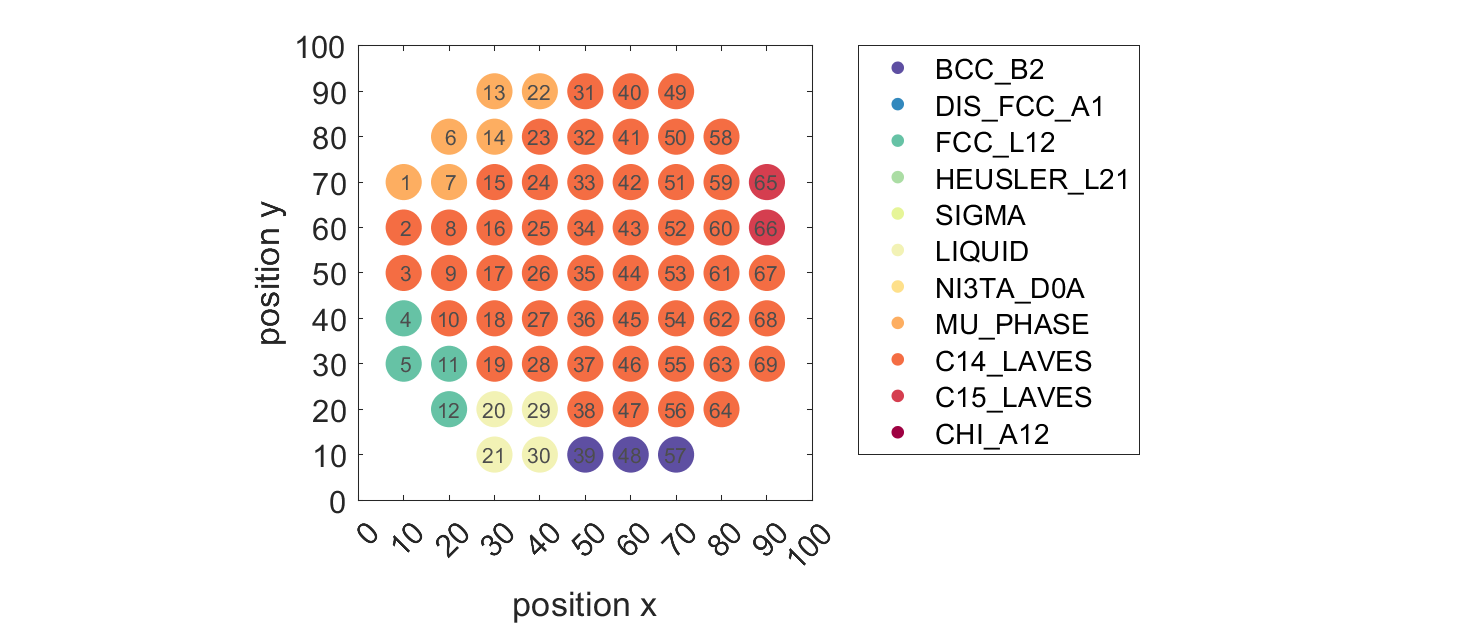 100
90
80
70
60
50
40
30
20
10
0
position y
13 22 31 40 49
6 14 23 32 41 50 58
1 7 15 24 33 42 51 59 65
2 8 16 25 34 43 52 60 66
3 9 17 26 35 44 53 61 67
4 10 18 27 36 45 54 62 68
5 11 19 28 37 46 55 63 69
12 20 29 38 47 56 64
21 30 39 48 57
0 10 20 30 40 50 60 70 80 90 100
position x
BCC_B2
DIS_FCC_A1
FCC_L12
HEUSLER_L21
SIGMA
LIQUID
NI3TA_D0A
MU_PHASE
C14_LAVES
C15_LAVES
CHI_A12